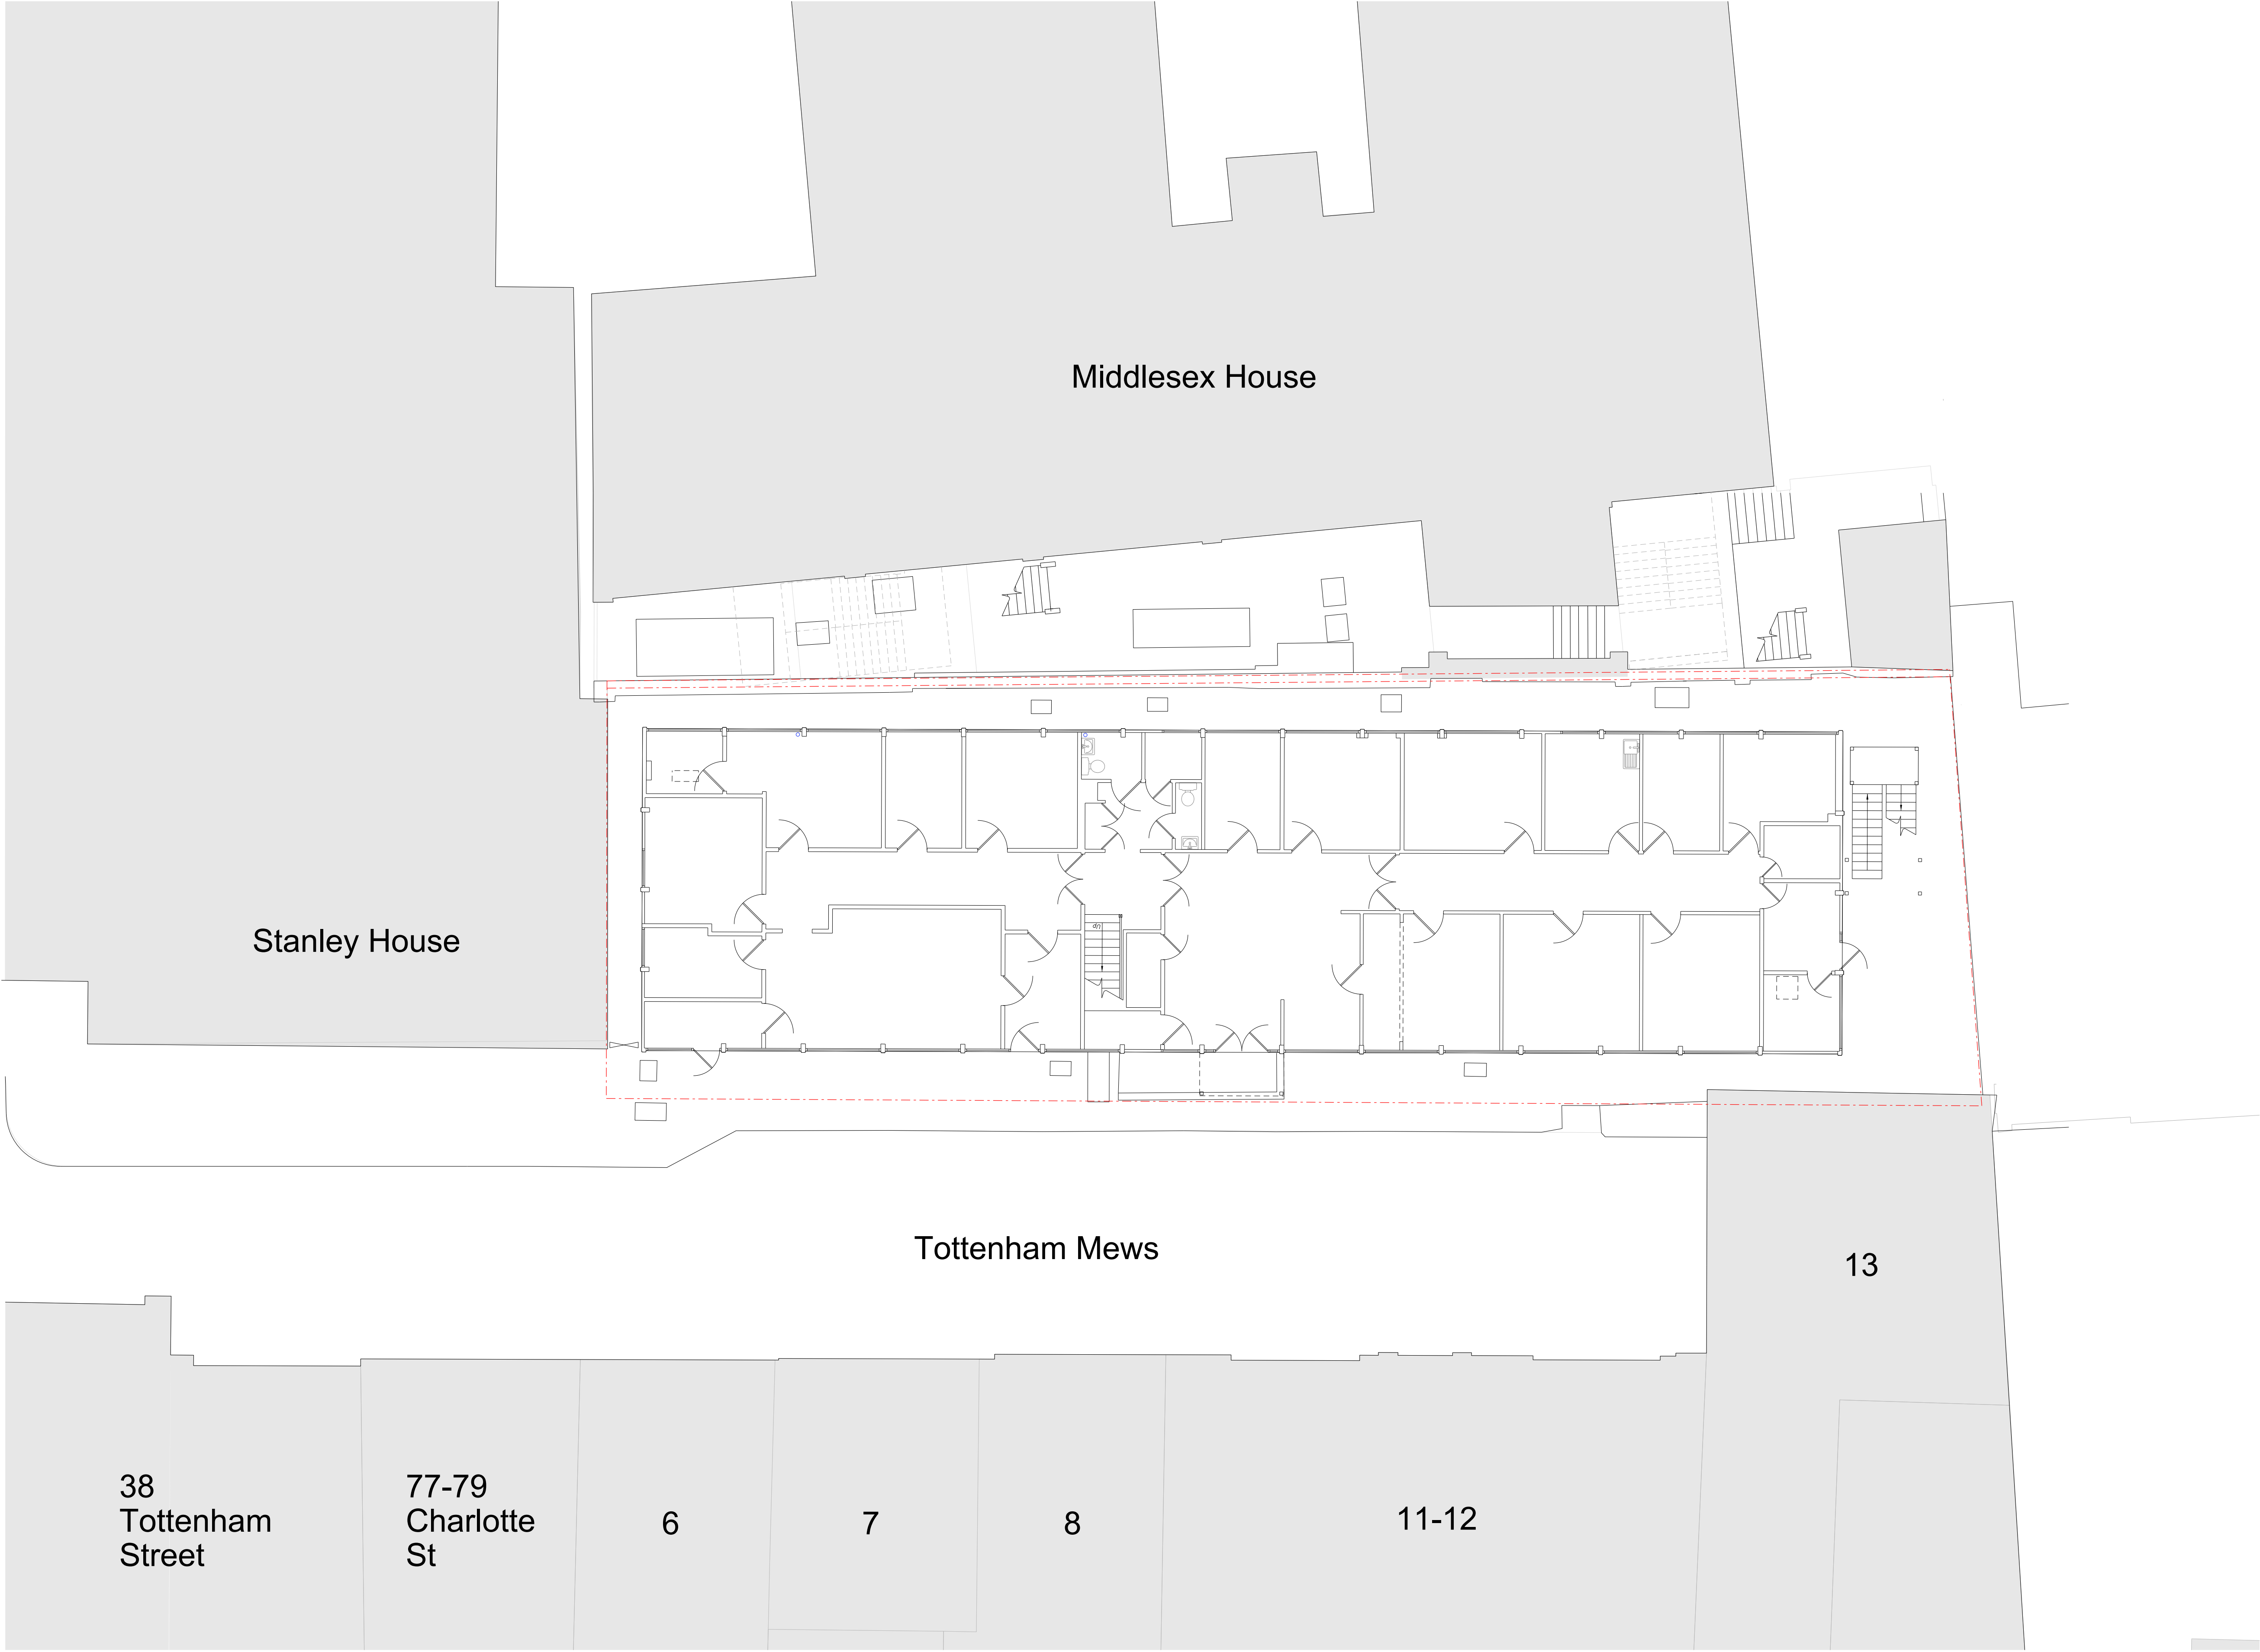 Middlesex House
Stanley House
up
Tottenham Mews
13
38
Tottenham
Street
77-79
Charlotte
St
6
7
8
11-12